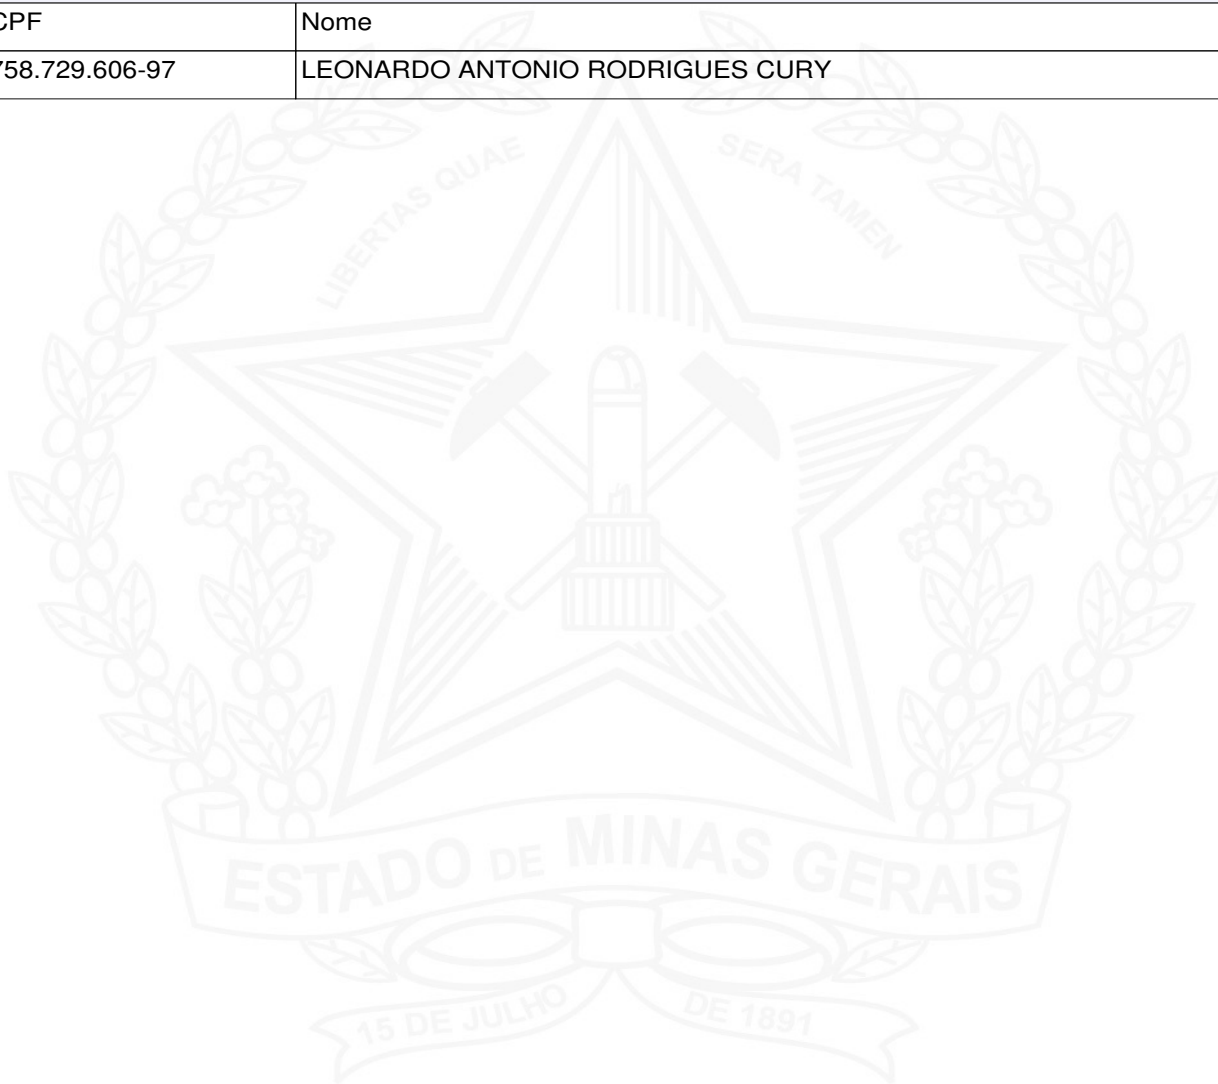 CPF Nome
758.729.606-97 LEONARDO ANTONIO RODRIGUES CURY
LIBERTAS QUAE SERA TAMEN
ESTADO DE MINAS GERAIS
15 DE JULHO DE 1891